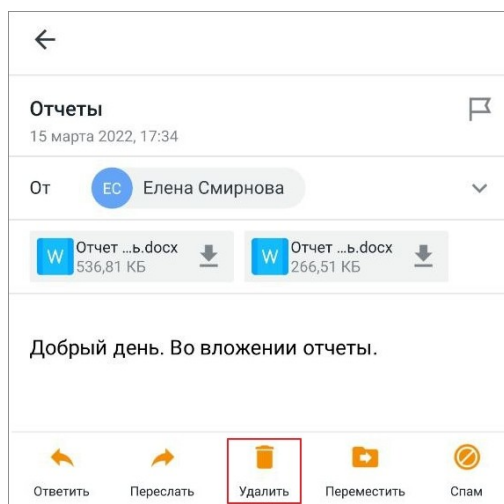 Отчеты
15 марта 2022, 17:34
От ЕС Елена Смирнова
W Отчет ...ь.docx W Отчет ...ь.docx
536,81 КБ 266,51 КБ
Добрый день. Во вложении отчеты.
Ответить Переслать Удалить Переместить Спам